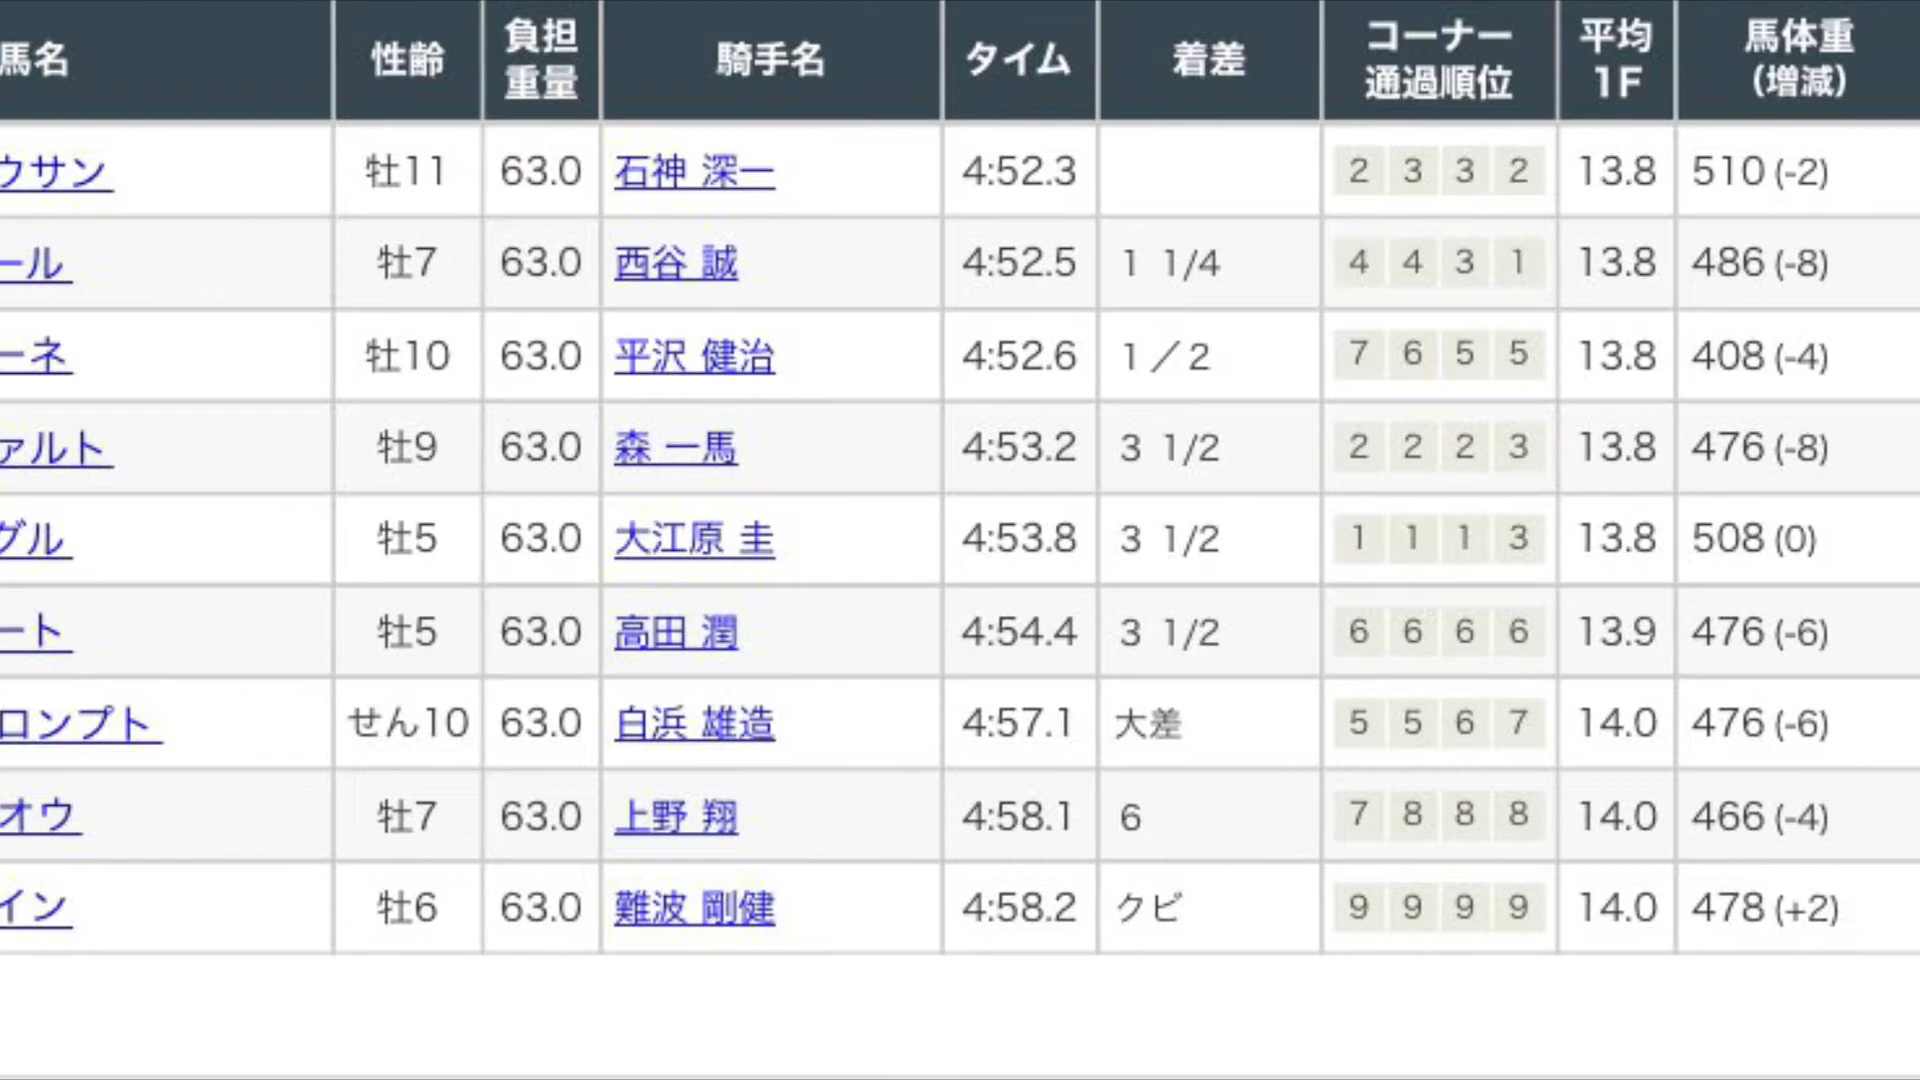 馬名 性齢 負担重量 騎手名 タイム 着差 コーナー通過順位 平均1F 馬体重(増減)
ウサン 牡11 63.0 石神 深一 4:52.3 2 3 3 2 13.8 510 (-2)
ール 牡7 63.0 西谷 誠 4:52.5 1 1/4 4 4 3 1 13.8 486 (-8)
ーネ 牡10 63.0 平沢 健治 4:52.6 1／2 7 6 5 5 13.8 408 (-4)
ァルト 牡9 63.0 森 一馬 4:53.2 3 1/2 2 2 2 3 13.8 476 (-8)
グル 牡5 63.0 大江原 圭 4:53.8 3 1/2 1 1 1 3 13.8 508 (0)
ート 牡5 63.0 高田 潤 4:54.4 3 1/2 6 6 6 6 13.9 476 (-6)
ロンプト せん10 63.0 白浜 雄造 4:57.1 大差 5 5 6 7 14.0 476 (-6)
オウ 牡7 63.0 上野 翔 4:58.1 6 7 8 8 8 14.0 466 (-4)
イン 牡6 63.0 難波 剛健 4:58.2 クビ 9 9 9 9 14.0 478 (+2)